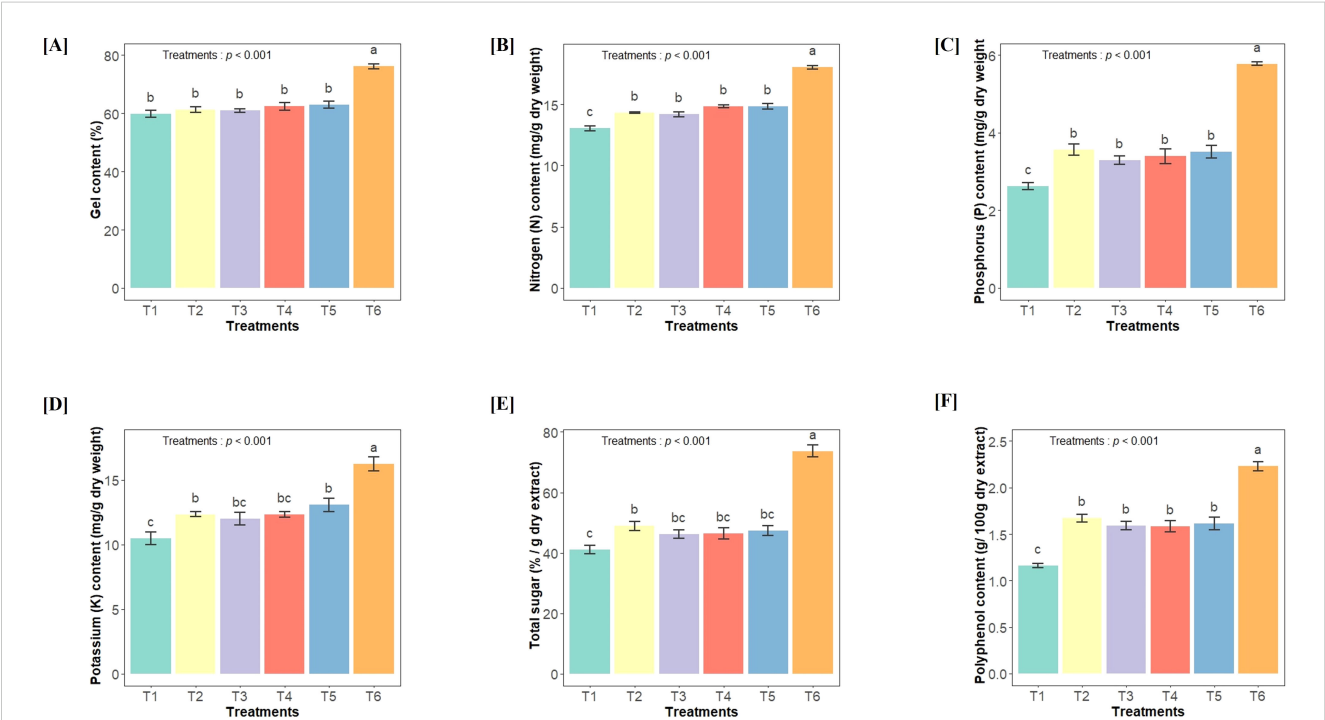 [A]
Treatments : p < 0.001
Gel content (%)
80
60
40
20
0
b b b b b a
T1 T2 T3 T4 T5 T6
Treatments
[B]
Treatments : p < 0.001
Nitrogen (N) content (mg/g dry weight)
15
10
5
0
c b b b b a
T1 T2 T3 T4 T5 T6
Treatments
[C]
Treatments : p < 0.001
Phosphorus (P) content (mg/g dry weight
6
4
2
0
c b b b b a
T1 T2 T3 T4 T5 T6
Treatments
[D]
Treatments : p < 0.001
Potassium (K) content (mg/g dry weight)
15
10
5
0
c b bc bc b a
T1 T2 T3 T4 T5 T6
Treatments
[E]
Treatments : p < 0.001
Total sugar (% / g dry extract)
80
60
40
20
0
c b bc bc bc a
T1 T2 T3 T4 T5 T6
Treatments
[F]
Treatments : p < 0.001
Polyphenol content (g/ 100g dry extract)
2.5
2.0
1.5
1.0
0.5
0.0
c b b b b a
T1 T2 T3 T4 T5 T6
Treatments